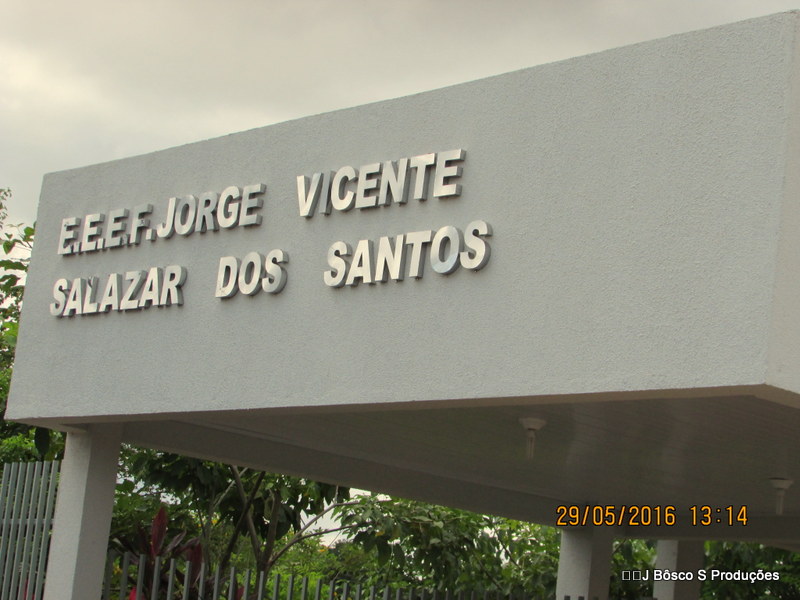 E.E.E.F. JORGE VICENTE
SALAZAR DOS SANTOS
29/05/2016 13:14
J Bôsco S Produções